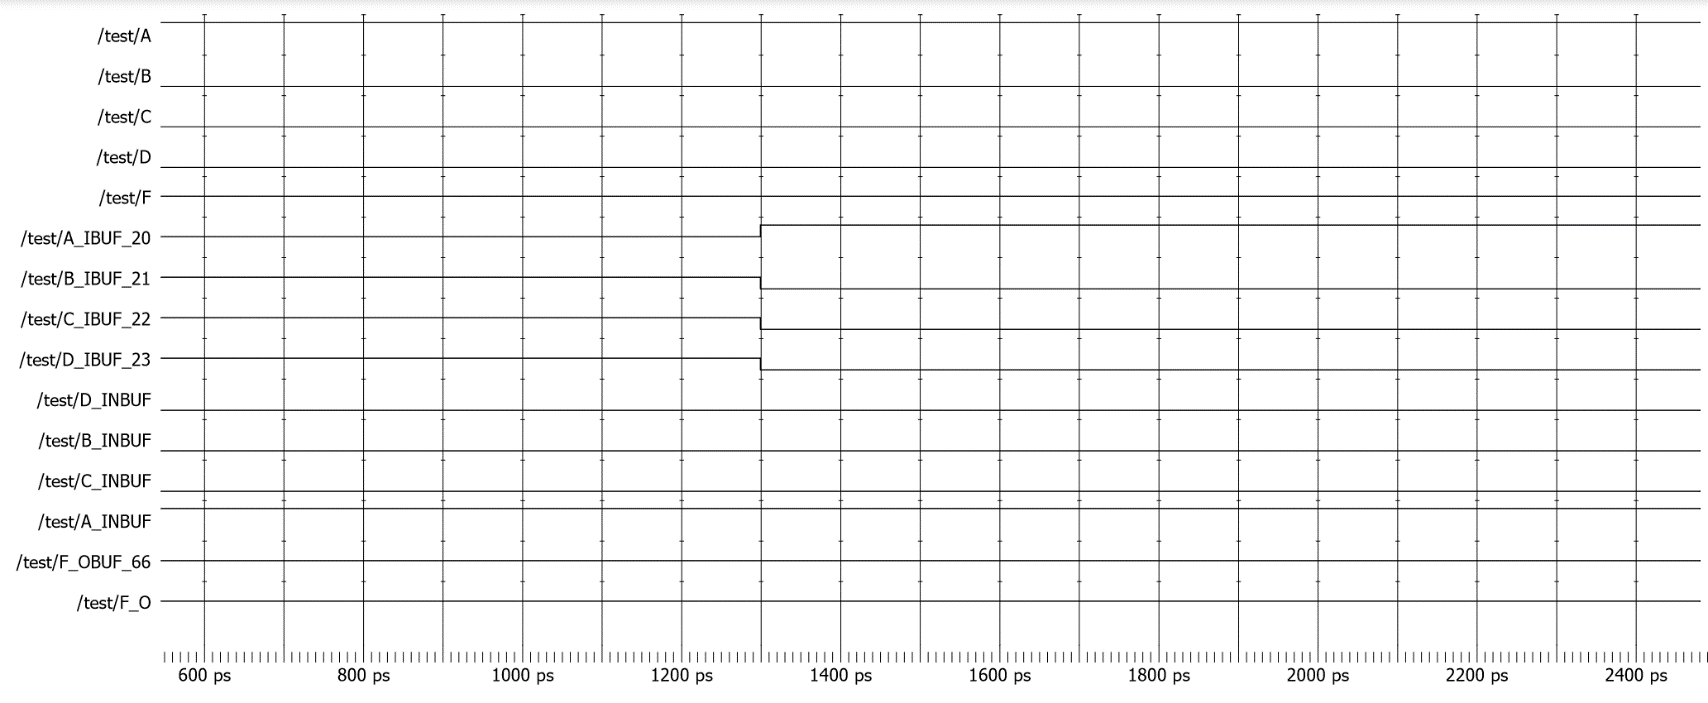 /test/A
/test/B
/test/C
/test/D
/test/F
/test/A_IBUF_20
/test/B_IBUF_21
/test/C_IBUF_22
/test/D_IBUF_23
/test/D_INBUF
/test/B_INBUF
/test/C_INBUF
/test/A_INBUF
/test/F_OBUF_66
/test/F_O
600 ps 800 ps 1000 ps 1200 ps 1400 ps 1600 ps 1800 ps 2000 ps 2200 ps 2400 ps